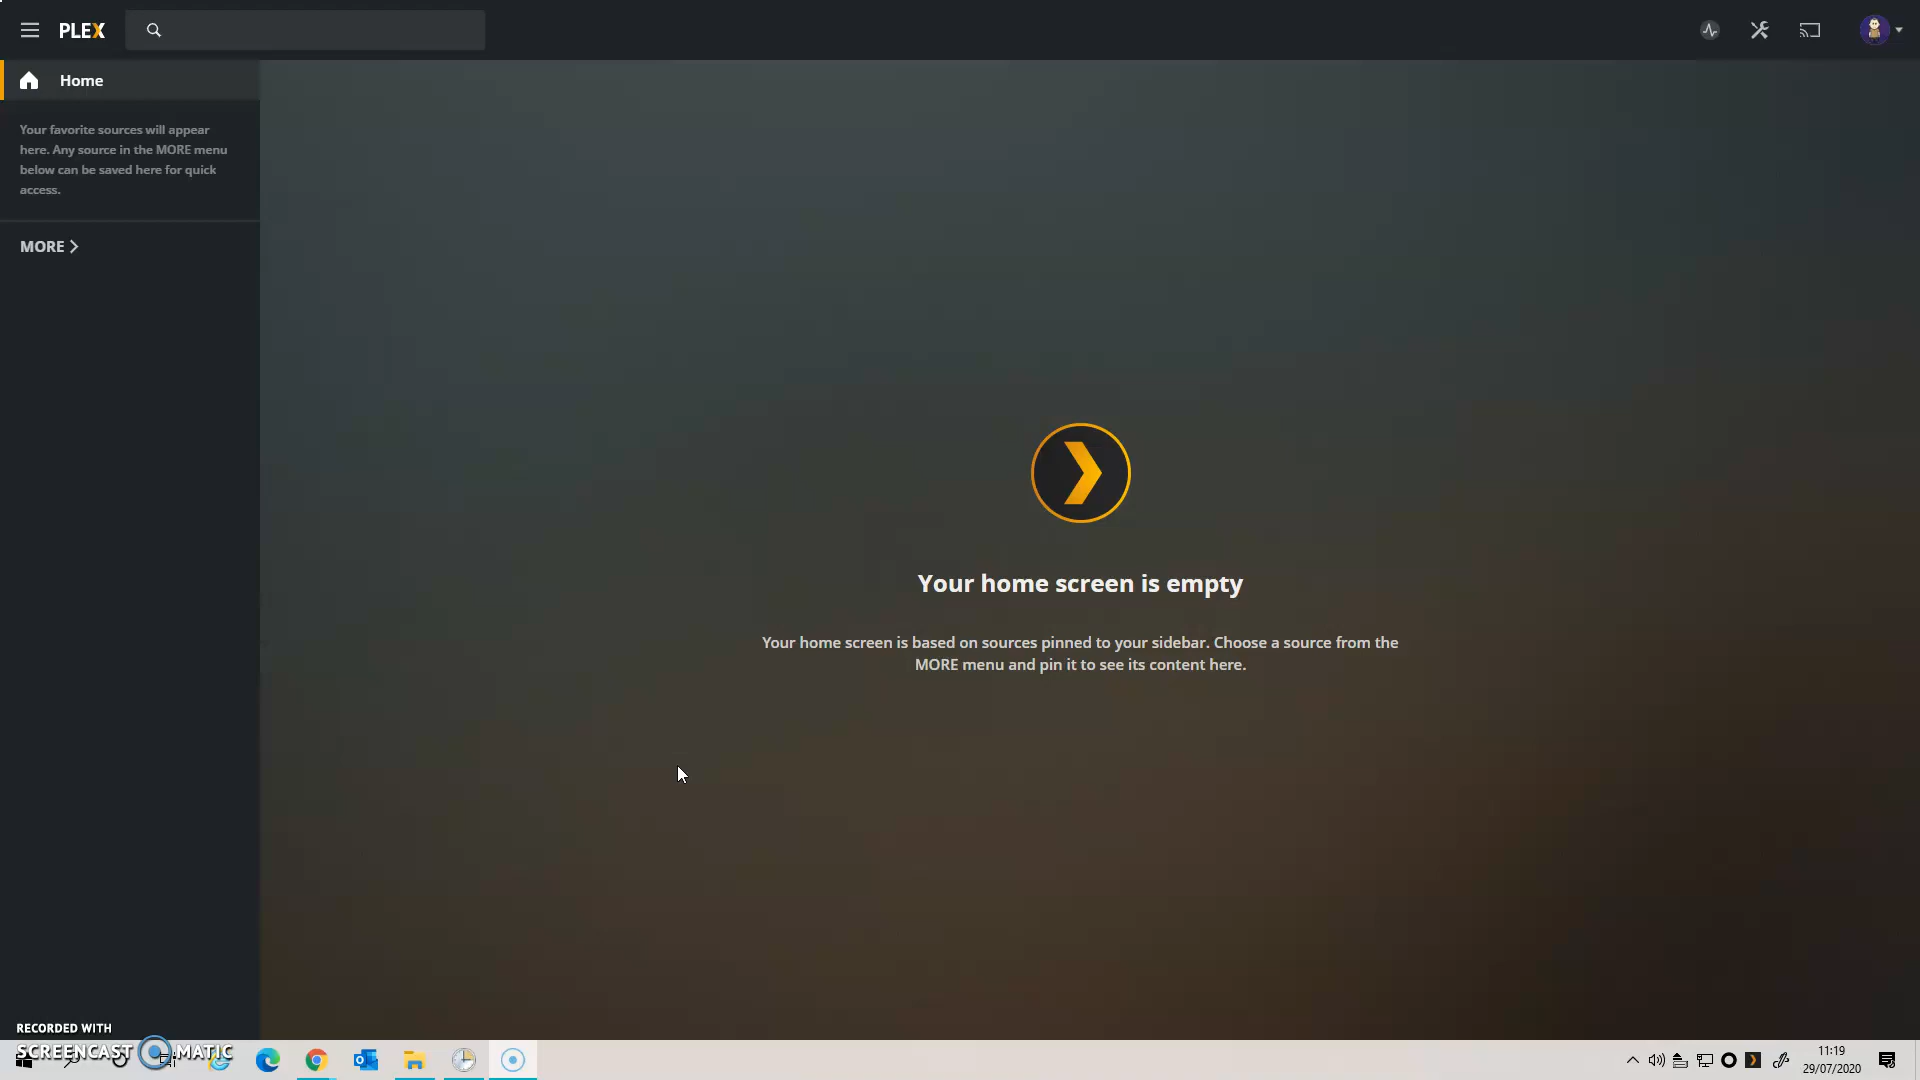 PLEX
Home
Your favorite sources will appear
here. Any source in the MORE menu
below can be saved here for quick
access.
MORE
Your home screen is empty
Your home screen is based on sources pinned to your sidebar. Choose a source from the
MORE menu and pin it to see its content here.
RECORDED WITH
SCREENCAST MATIC
11:19
29/07/2020